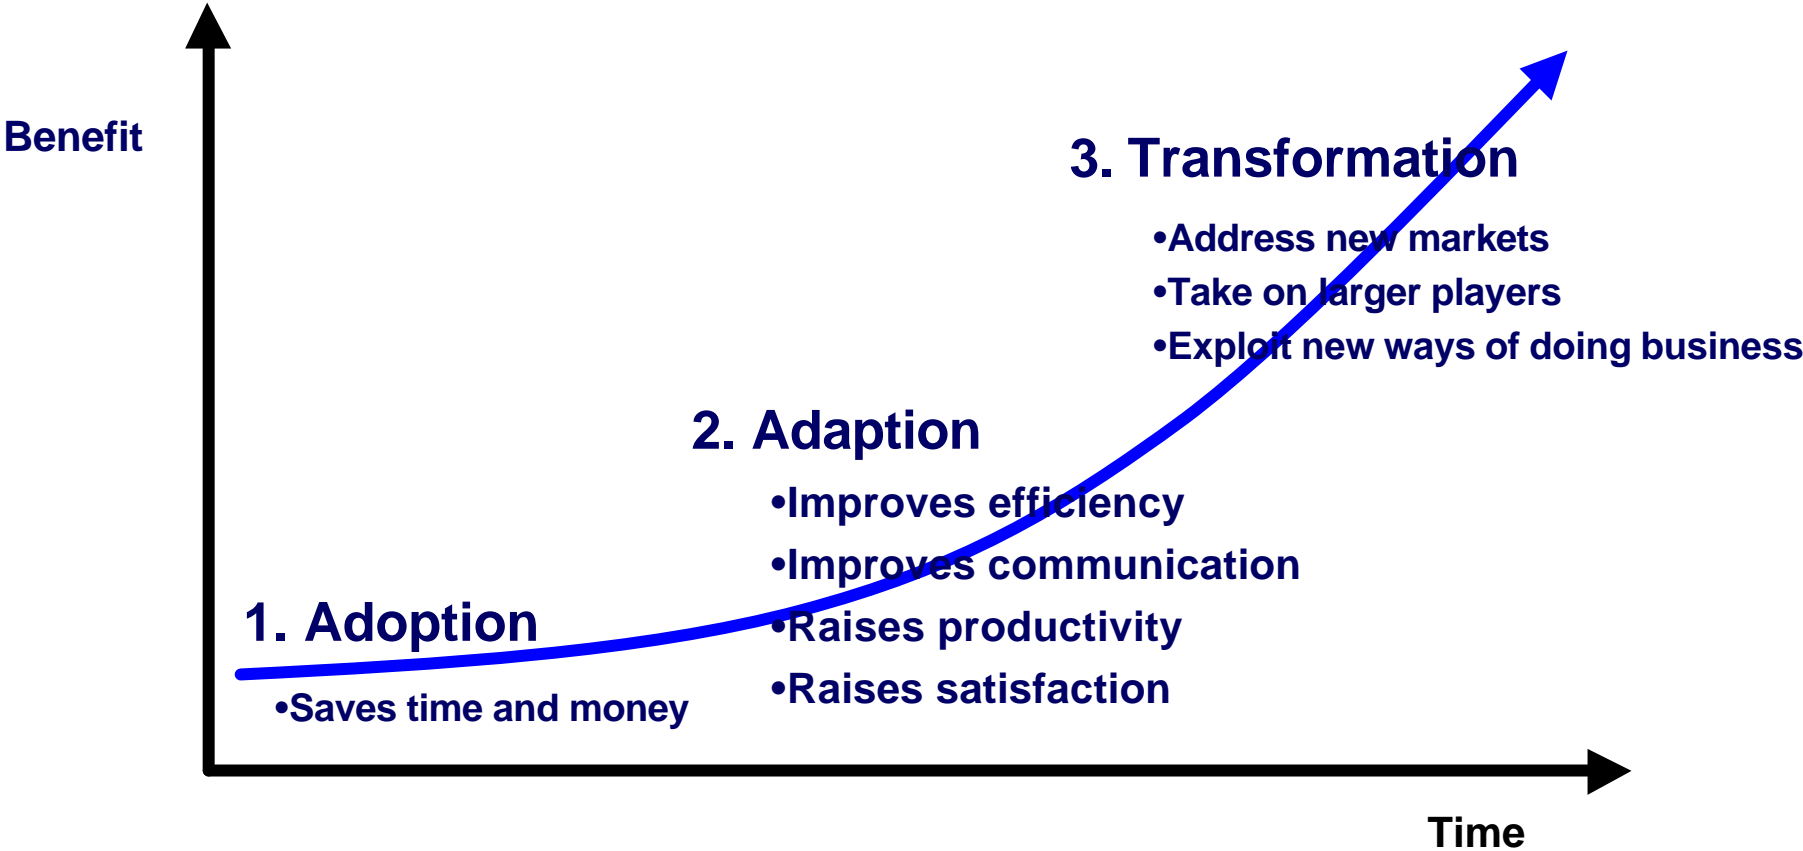 Benefit
3. Transformation
•Address new markets
•Take on larger players
•Exploit new ways of doing business
2. Adaption
•Improves efficiency
•Improves communication
•Raises productivity
•Raises satisfaction
1. Adoption
•Saves time and money
Time